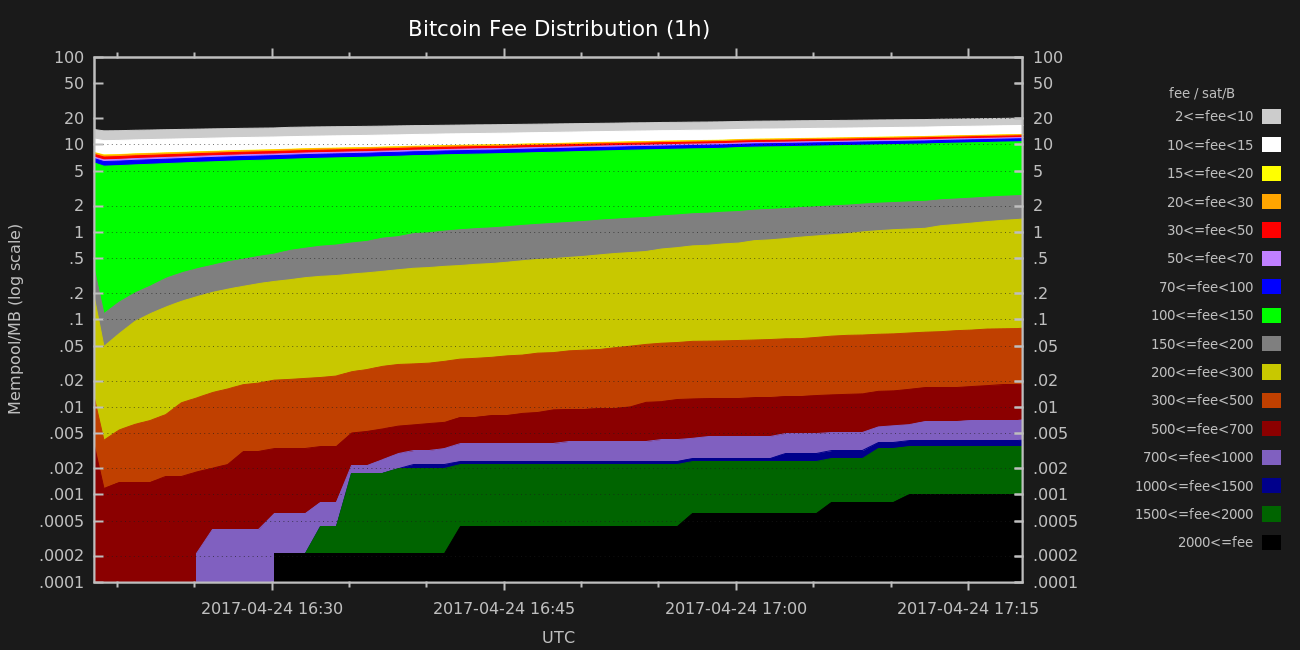 Bitcoin Fee Distribution (1h)
100 100
50 50
20 20
10 10
5 5
2 2
1 1
.5 .5
.2 .2
.1 .1
.05 .05
.02 .02
.01 .01
.005 .005
.002 .002
.001 .001
.0005 .0005
.0002 .0002
.0001 .0001
Mempool/MB (log scale)
2017-04-24 16:30 2017-04-24 16:45 2017-04-24 17:00 2017-04-24 17:15
UTC
fee / sat/B
2<=fee<10
10<=fee<15
15<=fee<20
20<=fee<30
30<=fee<50
50<=fee<70
70<=fee<100
100<=fee<150
150<=fee<200
200<=fee<300
300<=fee<500
500<=fee<700
700<=fee<1000
1000<=fee<1500
1500<=fee<2000
2000<=fee